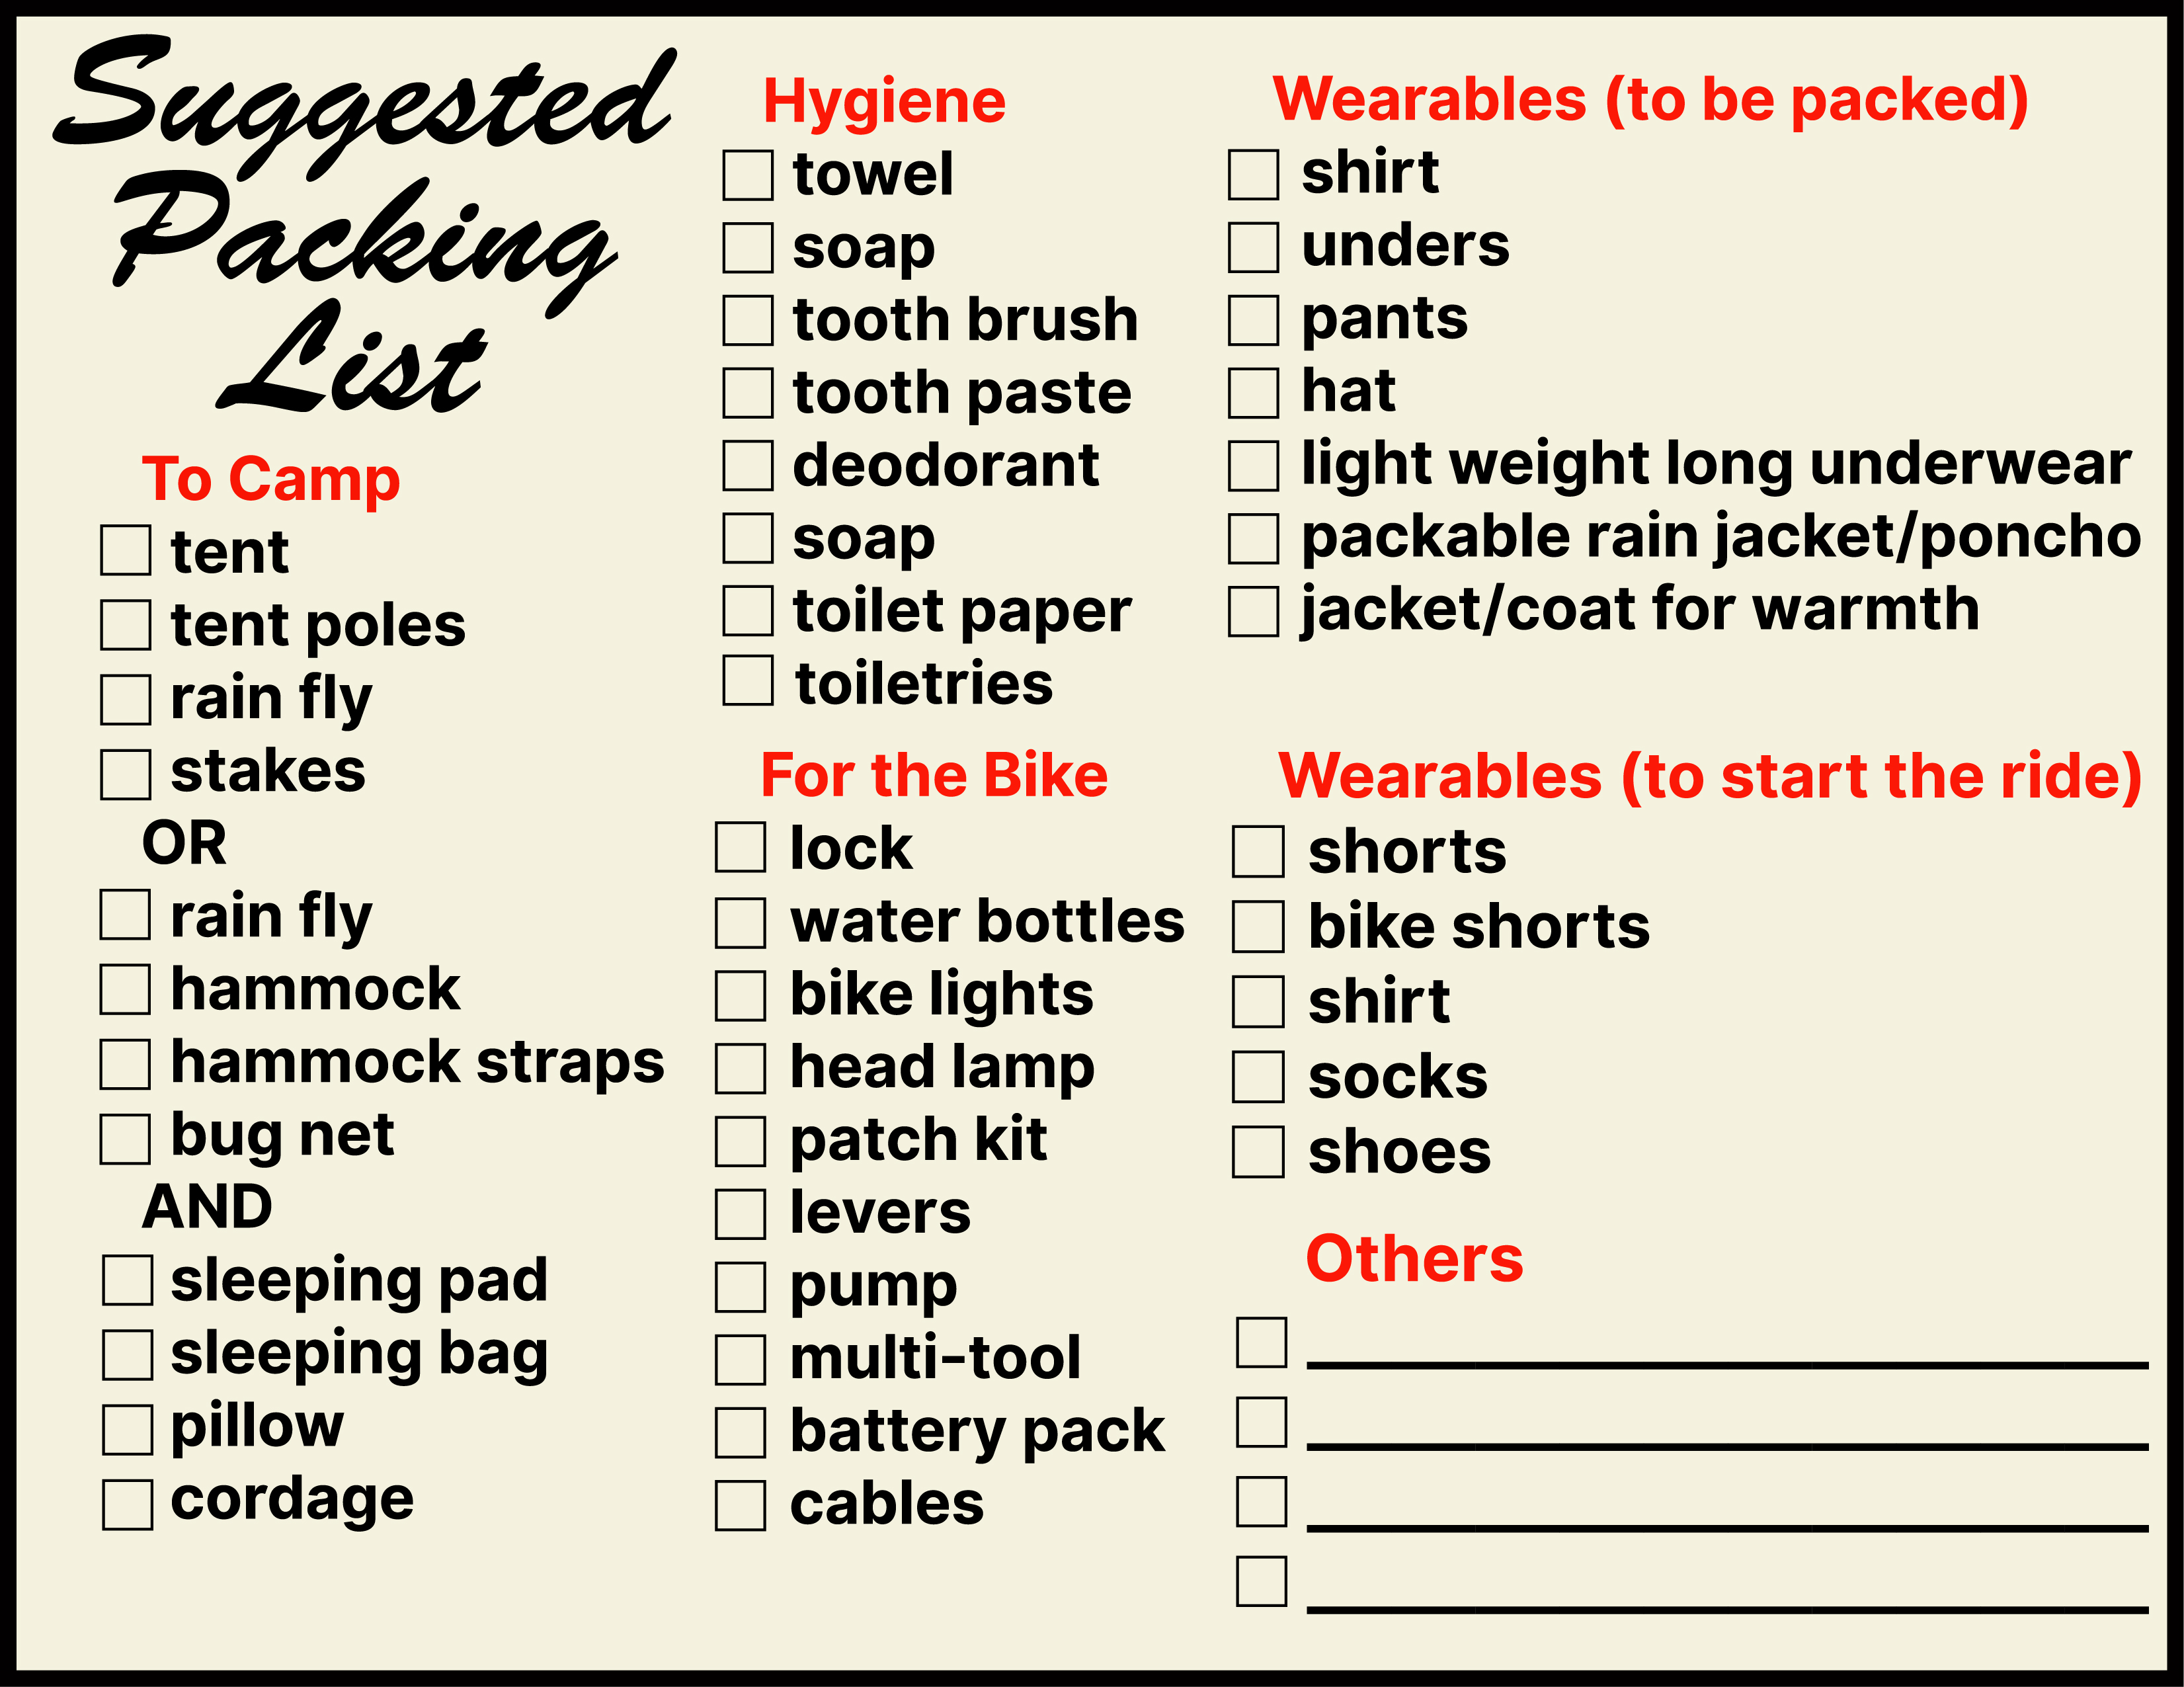 Suggested
Packing
List
To Camp
tent
tent poles
rain fly
stakes
OR
rain fly
hammock
hammock straps
bug net
AND
sleeping pad
sleeping bag
pillow
cordage
Hygiene
towel
soap
tooth brush
tooth paste
deodorant
soap
toilet paper
toiletries
For the Bike
lock
water bottles
bike lights
head lamp
patch kit
levers
pump
multi-tool
battery pack
cables
Wearables (to be packed)
shirt
unders
pants
hat
light weight long underwear
packable rain jacket/poncho
jacket/coat for warmth
Wearables (to start the ride)
shorts
bike shorts
shirt
socks
shoes
Others